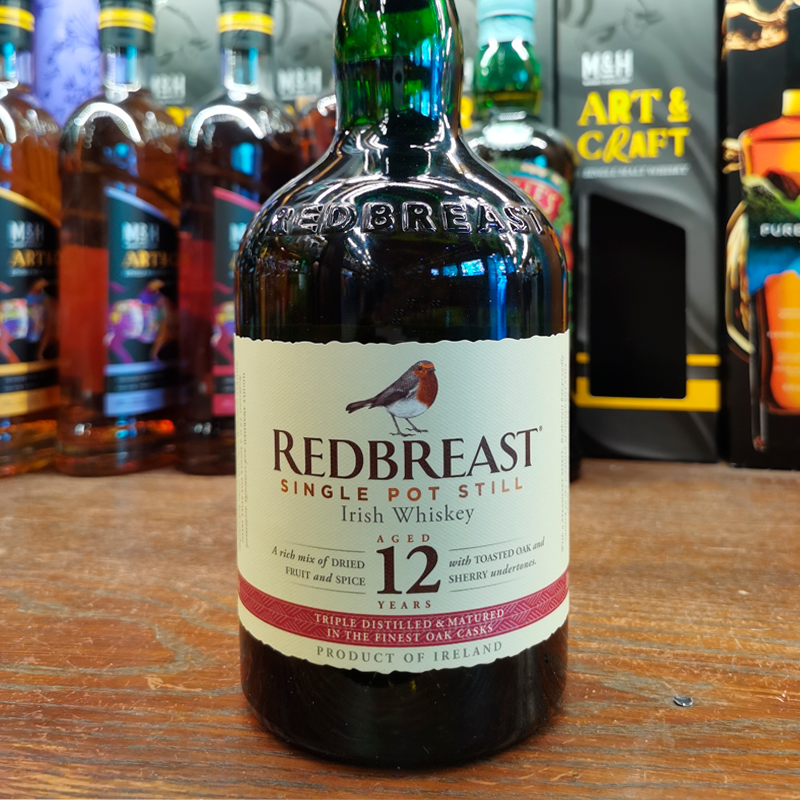 M&H
ART & CRAFT
SINGLE MALT WHISKY
PURE
M&H
M&H
ART
REDBREAST
REDBREAST
SINGLE POT STILL
Irish Whiskey
AGED
12
YEARS
A rich mix of DRIED
FRUIT and SPICE
with TOASTED OAK and
SHERRY undertones.
TRIPLE DISTILLED & MATURED
IN THE FINEST OAK CASKS
PRODUCT OF IRELAND